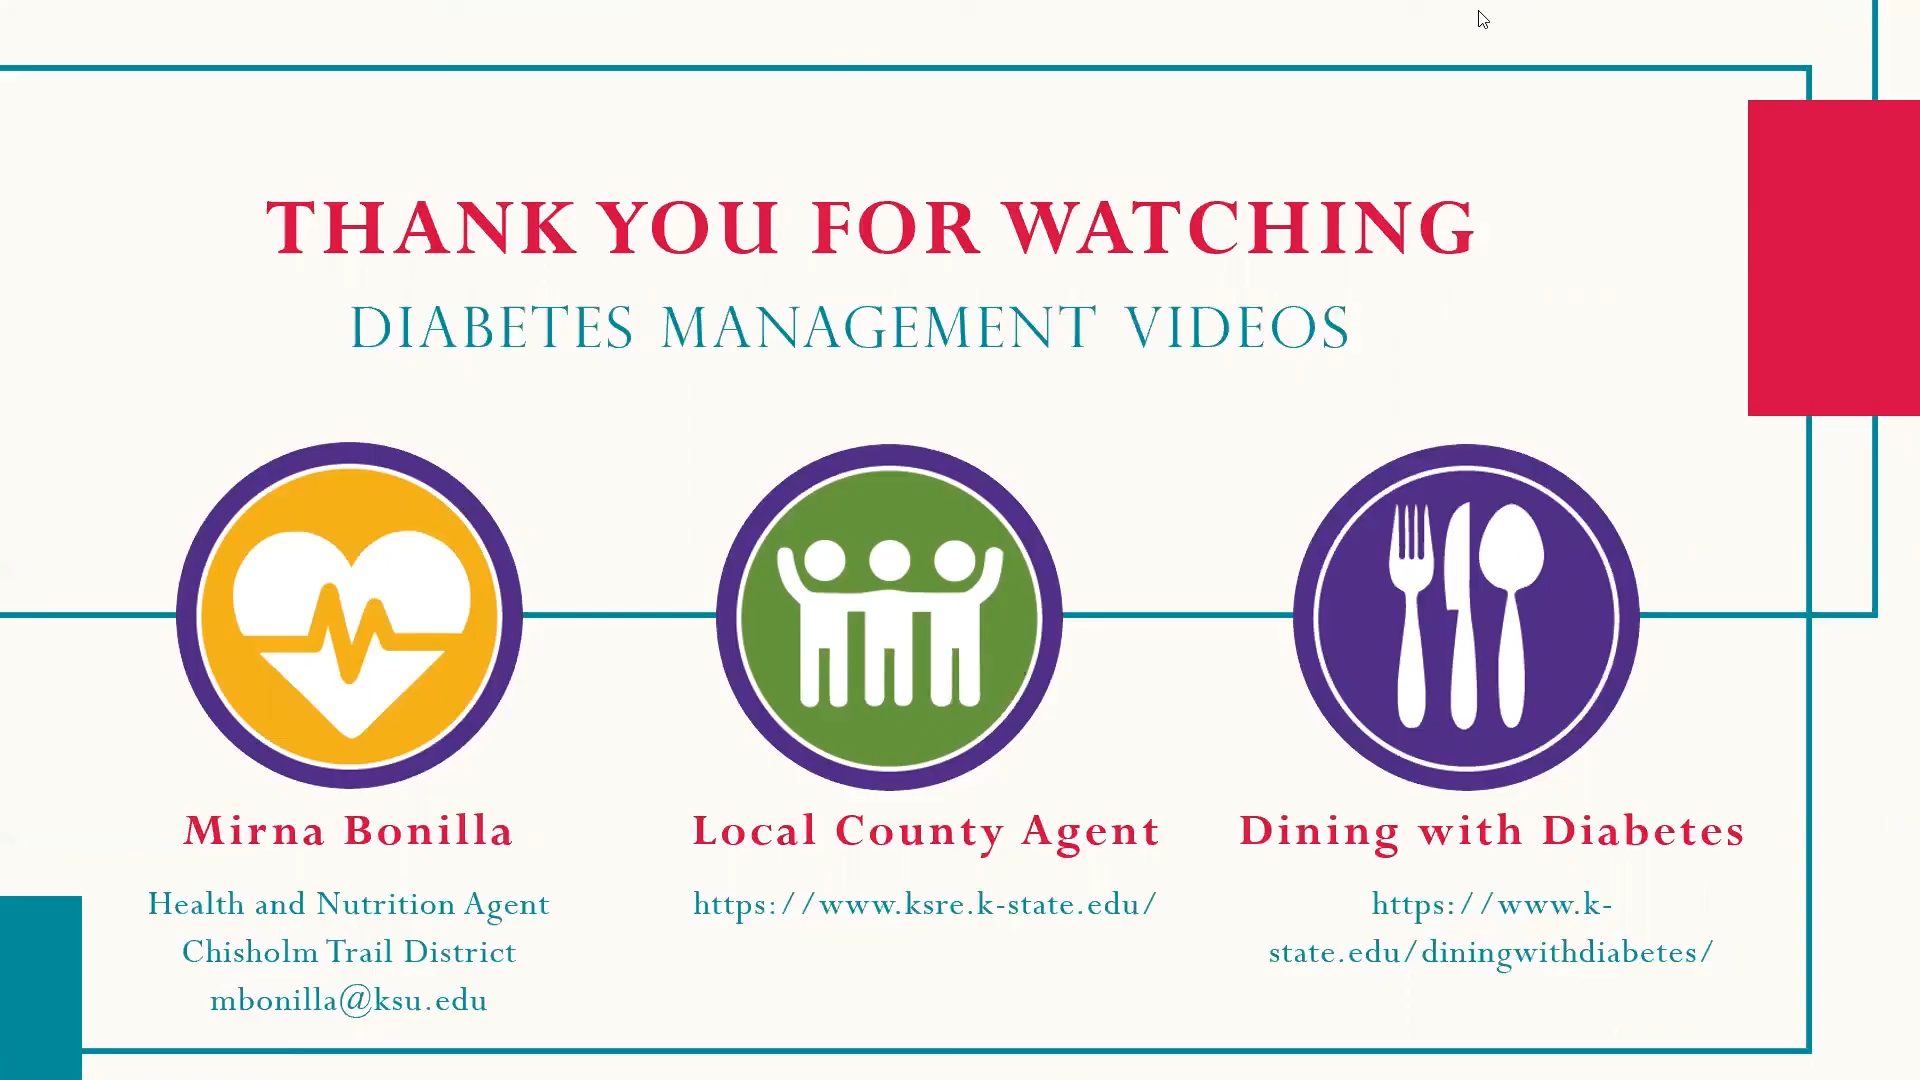 THANK YOU FOR WATCHING
DIABETES MANAGEMENT VIDEOS
Mirna Bonilla
Health and Nutrition Agent
Chisholm Trail District
mbonilla@ksu.edu
Local County Agent
https://www.ksre.k-state.edu/
Dining with Diabetes
https://www.k-
state.edu/diningwithdiabetes/